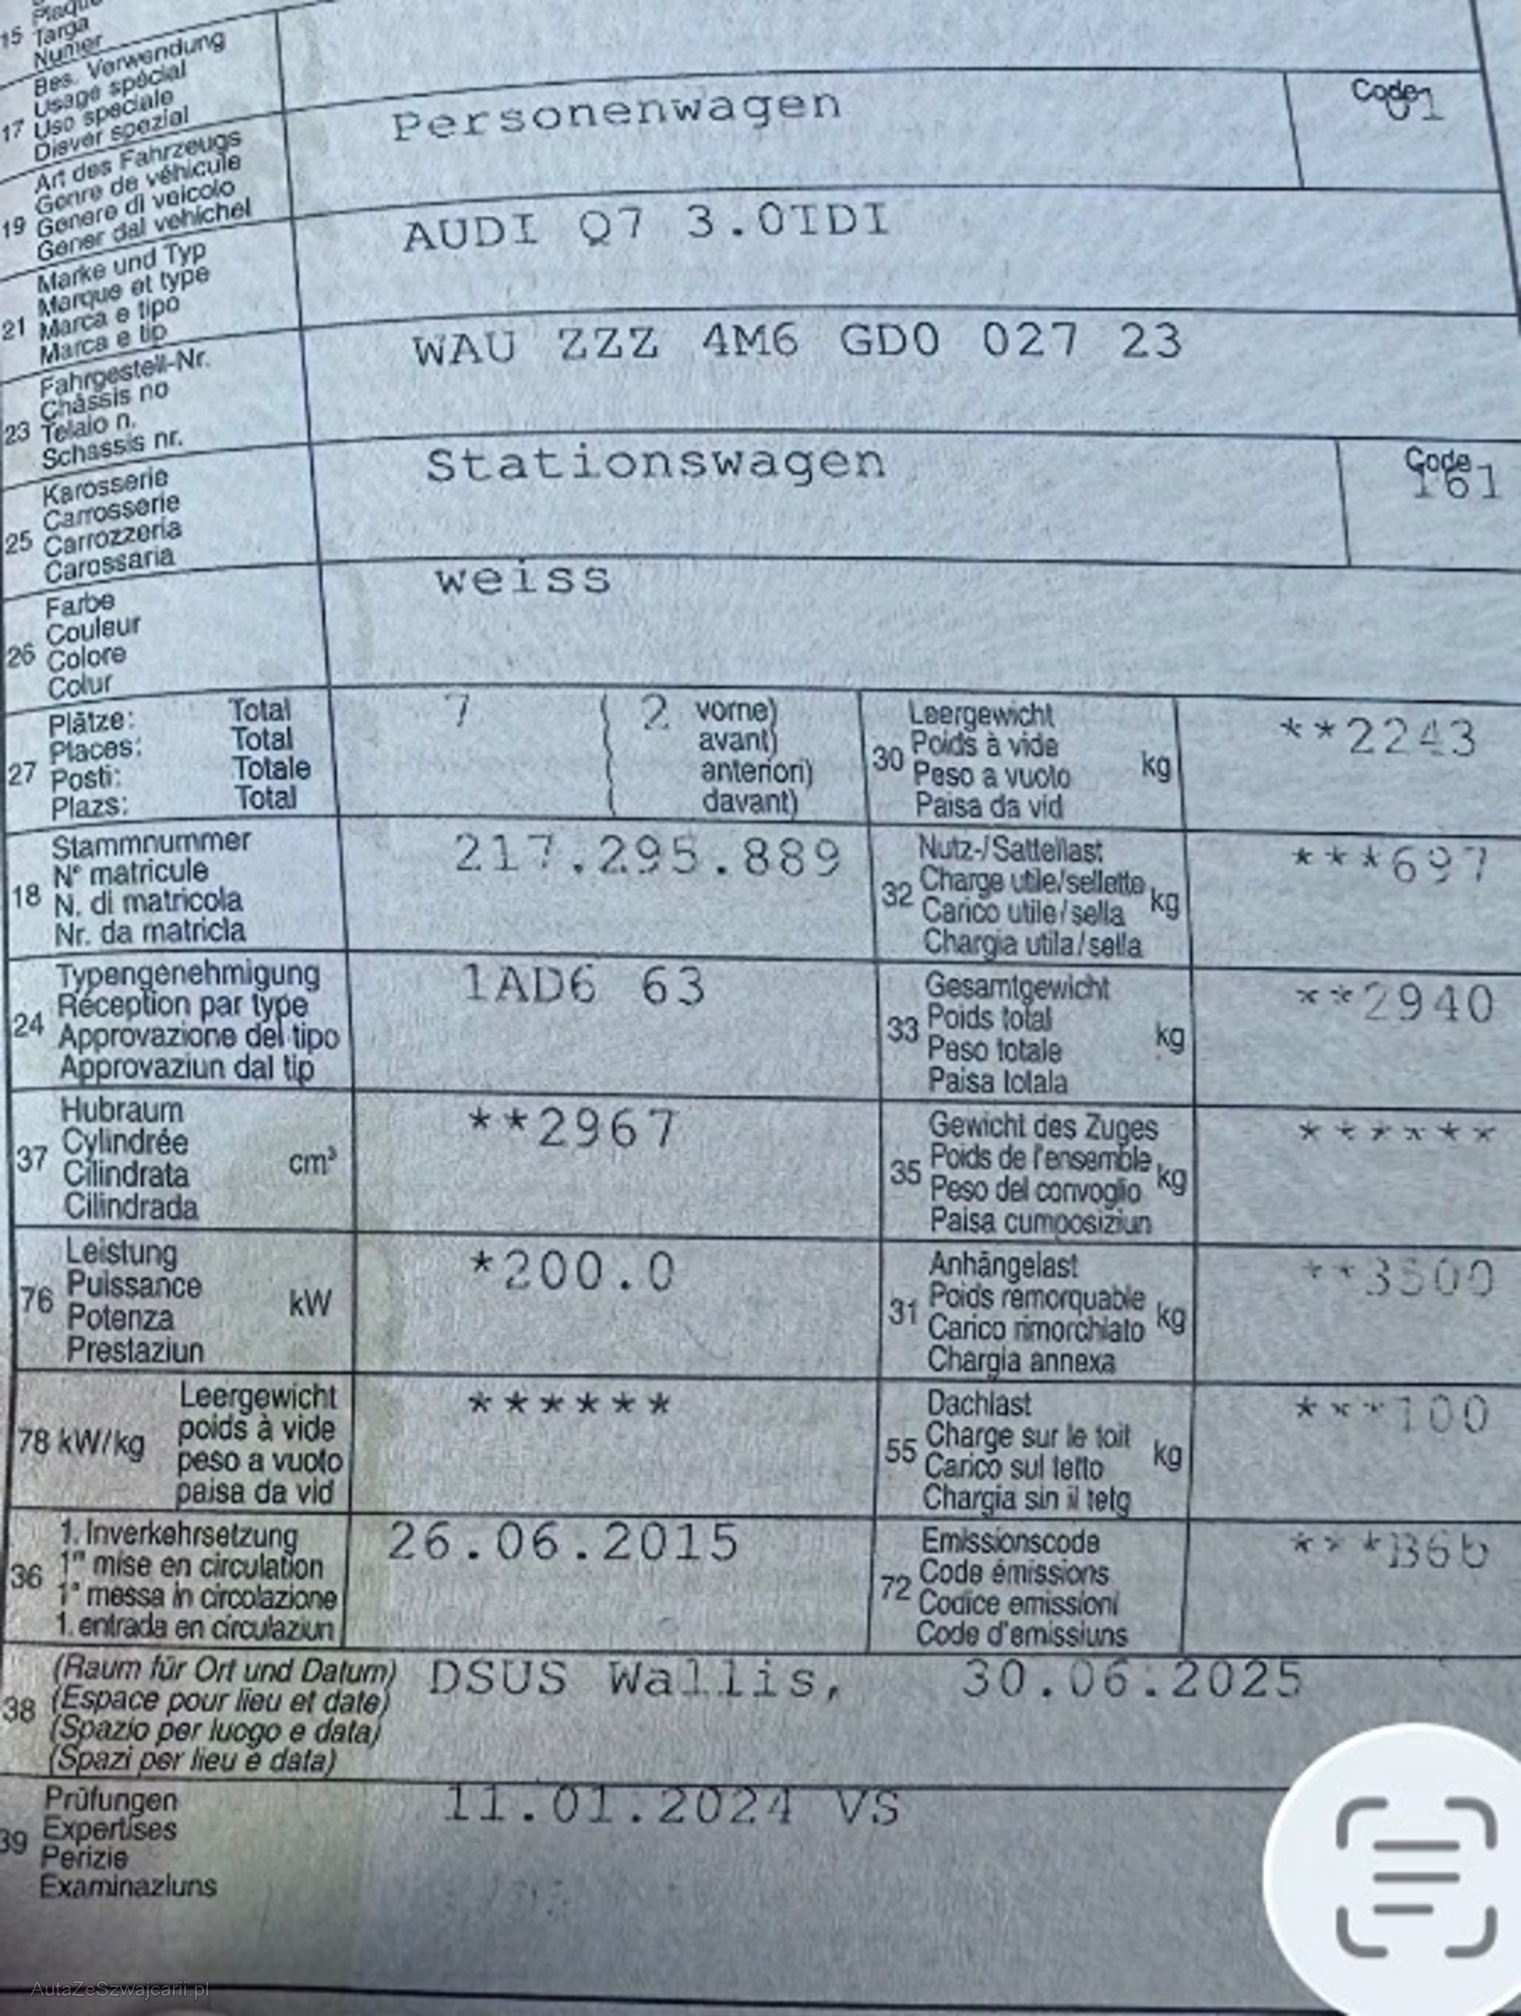 15 Plaque
Targa
Numer
17 Bes. Verwendung
Usage spécial
Uso speciale
Diever spezial
19 Art des Fahrzeugs
Genre de véhicule
Genere di veicolo
Gener dal vehichel
Personenwagen
Code
01
21 Marke und Typ
Marque et type
Marca e tipo
Marca e tip
AUDI Q7 3.0TDI
23 Fahrgestell-Nr.
Châssis no
Telaio n.
Schassis nr.
WAU ZZZ 4M6 GD0 027 23
25 Karosserie
Carrosserie
Carrozzeria
Carossaria
Stationswagen
Code
161
26 Farbe
Couleur
Colore
Colur
weiss
27 Plätze: Total
Places: Total
Posti: Totale
Plazs: Total
7 ( 2 vorne)
( avant)
( anteriori)
( davant)
30 Leergewicht
Poids à vide
Peso a vuoto
Paisa da vid
kg
**2243
18 Stammnummer
N° matricule
N. di matricola
Nr. da matricla
217.295.889
32 Nutz-/Sattellast
Charge utile/sellette
Carico utile/sella
Chargia utila/sella
kg
***697
24 Typengenehmigung
Réception par type
Approvazione del tipo
Approvaziun dal tip
1AD6 63
33 Gesamtgewicht
Poids total
Peso totale
Paisa totala
kg
**2940
37 Hubraum
Cylindrée
Cilindrata
Cilindrada
cm³
**2967
35 Gewicht des Zuges
Poids de l'ensemble
Peso del convoglio
Paisa cumposiziun
kg
******
76 Leistung
Puissance
Potenza
Prestaziun
kW
*200.0
31 Anhängelast
Poids remorquable
Carico rimorchiato
Chargia annexa
kg
**3500
78 kW/kg
Leergewicht
poids à vide
peso a vuoto
paisa da vid
******
55 Dachlast
Charge sur le toit
Carico sul tetto
Chargia sin il tetg
kg
***100
36 1. Inverkehrsetzung
1re mise en circulation
1a messa in circolazione
1. entrada en circulaziun
26.06.2015
72 Emissionscode
Code émissions
Codice emissioni
Code d'emissiuns
***B6b
38 (Raum für Ort und Datum)
(Espace pour lieu et date)
(Spazio per luogo e data)
(Spazi per lieu e data)
DSUS Wallis, 30.06.2025
39 Prüfungen
Expertises
Perizie
Examinaziuns
11.01.2024 VS
AutaZeSzwajcarii.pl